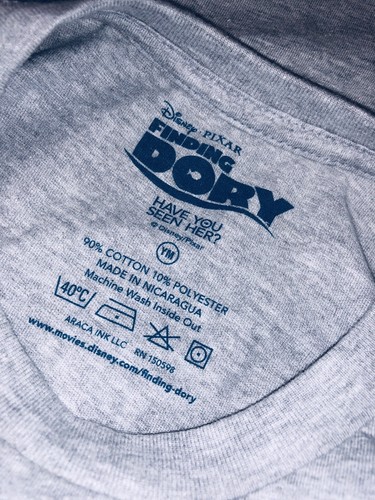 Disney · PIXAR
FINDING
DORY
HAVE YOU
SEEN HER?
© Disney/Pixar
YM
90% COTTON 10% POLYESTER
MADE IN NICARAGUA
Machine Wash Inside Out
40°C
ARACA INK LLC RN 150598
www.movies.disney.com/finding-dory